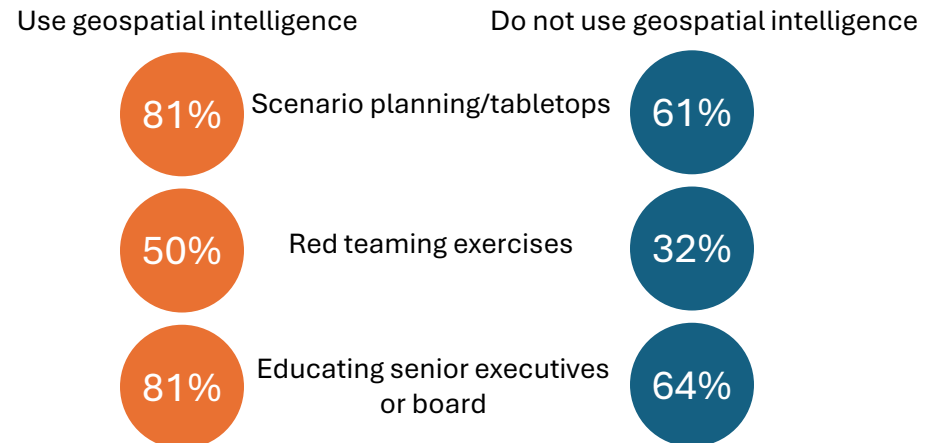 Use geospatial intelligence
Do not use geospatial intelligence
81%
Scenario planning/tabletops
61%
50%
Red teaming exercises
32%
81%
Educating senior executives
or board
64%